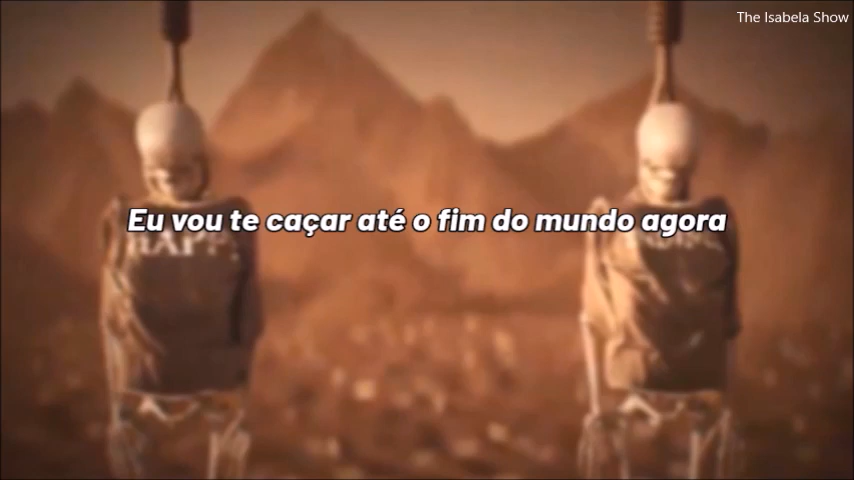 The Isabela Show
Eu vou te caçar até o fim do mundo agora